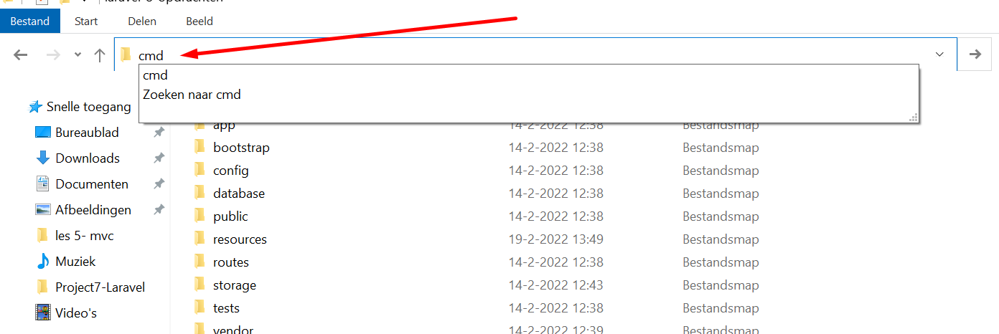 laravel-8-opdrachten
Bestand Start Delen Beeld
cmd
cmd
Zoeken naar cmd
Snelle toegang
Bureaublad
Downloads
Documenten
Afbeeldingen
les 5- mvc
Muziek
Project7-Laravel
Video's
app 14-2-2022 12:38 Bestandsmap
bootstrap 14-2-2022 12:38 Bestandsmap
config 14-2-2022 12:38 Bestandsmap
database 14-2-2022 12:38 Bestandsmap
public 14-2-2022 12:38 Bestandsmap
resources 19-2-2022 13:49 Bestandsmap
routes 14-2-2022 12:38 Bestandsmap
storage 14-2-2022 12:43 Bestandsmap
tests 14-2-2022 12:38 Bestandsmap
vendor 14-2-2022 12:39 Bestandsmap